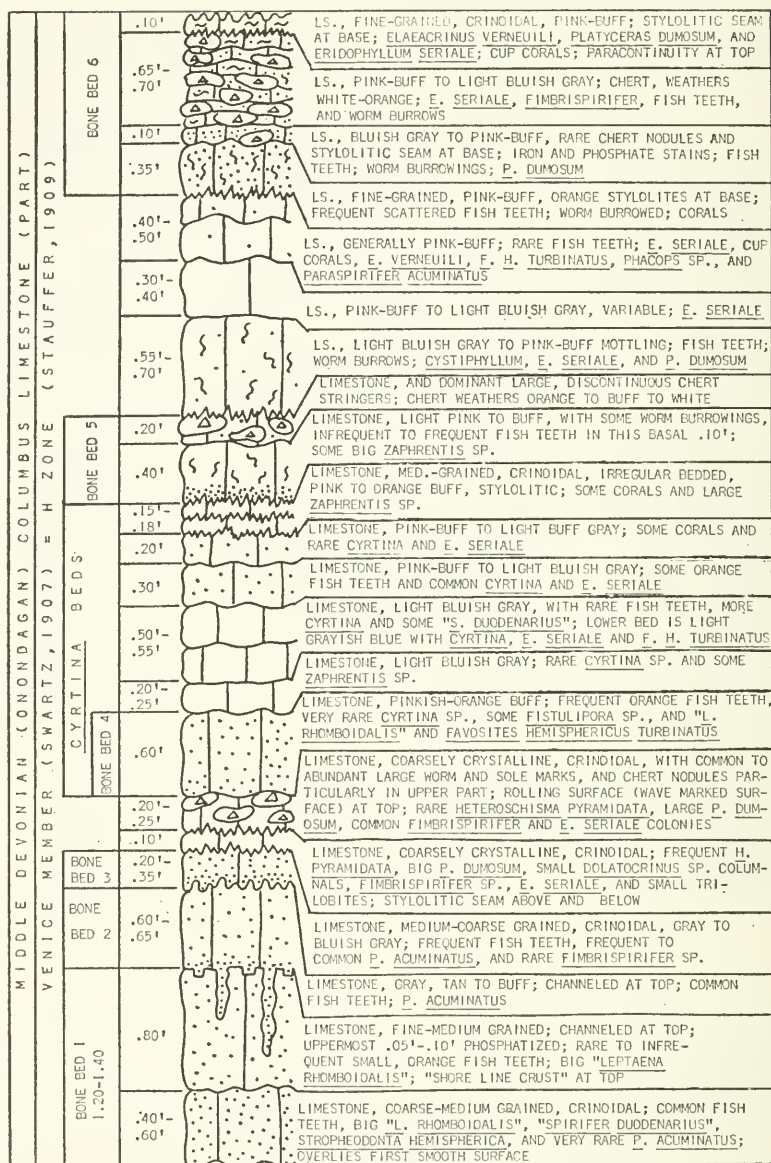 MIDDLE DEVONIAN (ONONDAGAN) COLUMBUS LIMESTONE (PART)
VENICE MEMBER (SWARTZ, 1907) = H ZONE (STAUFFER, 1909)
BONE BED 6
.10'
LS., FINE-GRAINED, CRINOIDAL, PINK-BUFF; STYLOLITIC SEAM
AT BASE; ELAEACRINUS VERNEUILI, PLATYCERAS DUMOSUM, AND
ERIDOPHYLLUM SERIALE; CUP CORALS; PARACONTINUITY AT TOP
.65'-
.70'
LS., PINK-BUFF TO LIGHT BLUISH GRAY; CHERT, WEATHERS
WHITE-ORANGE; E. SERIALE, FIMBRISPIRIFER, FISH TEETH,
AND WORM BURROWS
.10'
LS., BLUISH GRAY TO PINK-BUFF, RARE CHERT NODULES AND
STYLOLITIC SEAM AT BASE; IRON AND PHOSPHATE STAINS; FISH
TEETH; WORM BURROWINGS; P. DUMOSUM
.35'
LS., FINE-GRAINED, PINK-BUFF, ORANGE STYLOLITES AT BASE;
FREQUENT SCATTERED FISH TEETH; WORM BURROWED; CORALS
.40'-
.50'
LS., GENERALLY PINK-BUFF; RARE FISH TEETH; E. SERIALE, CUP
CORALS, E. VERNEUILI, F. H. TURBINATUS, PHACOPS SP., AND
PARASPIRIFER ACUMINATUS
.30'-
.40'
LS., PINK-BUFF TO LIGHT BLUISH GRAY, VARIABLE; E. SERIALE
.55'-
.70'
LS., LIGHT BLUISH GRAY TO PINK-BUFF MOTTLING; FISH TEETH;
WORM BURROWS; CYSTIPHYLLUM, E. SERIALE, AND P. DUMOSUM
BONE BED 5
.20'
LIMESTONE, AND DOMINANT LARGE, DISCONTINUOUS CHERT
STRINGERS; CHERT WEATHERS ORANGE TO BUFF TO WHITE
.40'
LIMESTONE, LIGHT PINK TO BUFF, WITH SOME WORM BURROWINGS,
INFREQUENT TO FREQUENT FISH TEETH IN THIS BASAL .10';
SOME BIG ZAPHRENTIS SP.
CYRTINA BEDS
.15'-
.18'
LIMESTONE, MED.-GRAINED, CRINOIDAL, IRREGULAR BEDDED,
PINK TO ORANGE BUFF, STYLOLITIC; SOME CORALS AND LARGE
ZAPHRENTIS SP.
.20'
LIMESTONE, PINK-BUFF TO LIGHT BUFF GRAY; SOME CORALS AND
RARE CYRTINA AND E. SERIALE
.30'
LIMESTONE, PINK-BUFF TO LIGHT BLUISH GRAY; SOME ORANGE
FISH TEETH AND COMMON CYRTINA AND E. SERIALE
.50'-
.55'
LIMESTONE, LIGHT BLUISH GRAY, WITH RARE FISH TEETH, MORE
CYRTINA AND SOME "S. DUODENARIUS"; LOWER BED IS LIGHT
GRAYISH BLUE WITH CYRTINA, E. SERIALE AND F. H. TURBINATUS
.20'-
.25'
LIMESTONE, LIGHT BLUISH GRAY; RARE CYRTINA SP. AND SOME
ZAPHRENTIS SP.
BONE BED 4
.60'
LIMESTONE, PINKISH-ORANGE BUFF; FREQUENT ORANGE FISH TEETH,
VERY RARE CYRTINA SP., SOME FISTULIPORA SP., AND "L.
RHOMBOIDALIS" AND FAVOSITES HEMISPHERICUS TURBINATUS
.20'-
.25'
LIMESTONE, COARSELY CRYSTALLINE, CRINOIDAL, WITH COMMON TO
ABUNDANT LARGE WORM AND SOLE MARKS, AND CHERT NODULES PAR-
TICULARLY IN UPPER PART; ROLLING SURFACE (WAVE MARKED SUR-
FACE) AT TOP; RARE HETEROSCHISMA PYRAMIDATA, LARGE P. DUM-
OSUM, COMMON FIMBRISPIRIFER AND E. SERIALE COLONIES
.10'
BONE
BED 3
.20'-
.35'
LIMESTONE, COARSELY CRYSTALLINE, CRINOIDAL; FREQUENT H.
PYRAMIDATA, BIG P. DUMOSUM, SMALL DOLATOCRINUS SP. COLUM-
NALS, FIMBRISPIRIFER SP., E. SERIALE, AND SMALL TRI-
LOBITES; STYLOLITIC SEAM ABOVE AND BELOW
BONE
BED 2
.60'-
.65'
LIMESTONE, MEDIUM-COARSE GRAINED, CRINOIDAL, GRAY TO
BLUISH GRAY; FREQUENT FISH TEETH, FREQUENT TO
COMMON P. ACUMINATUS, AND RARE FIMBRISPIRIFER SP.
LIMESTONE, GRAY, TAN TO BUFF; CHANNELED AT TOP; COMMON
FISH TEETH; P. ACUMINATUS
BONE BED 1
1.20-1.40
.80'
LIMESTONE, FINE-MEDIUM GRAINED; CHANNELED AT TOP;
UPPERMOST .05'-.10' PHOSPHATIZED; RARE TO INFRE-
QUENT SMALL, ORANGE FISH TEETH; BIG "LEPTAENA
RHOMBOIDALIS"; "SHORE LINE CRUST" AT TOP
.40'-
.60'
LIMESTONE, COARSE-MEDIUM GRAINED, CRINOIDAL; COMMON FISH
TEETH, BIG "L. RHOMBOIDALIS", "SPIRIFER DUODENARIUS",
STROPHEODONTA HEMISPHERICA, AND VERY RARE P. ACUMINATUS;
OVERLIES FIRST SMOOTH SURFACE